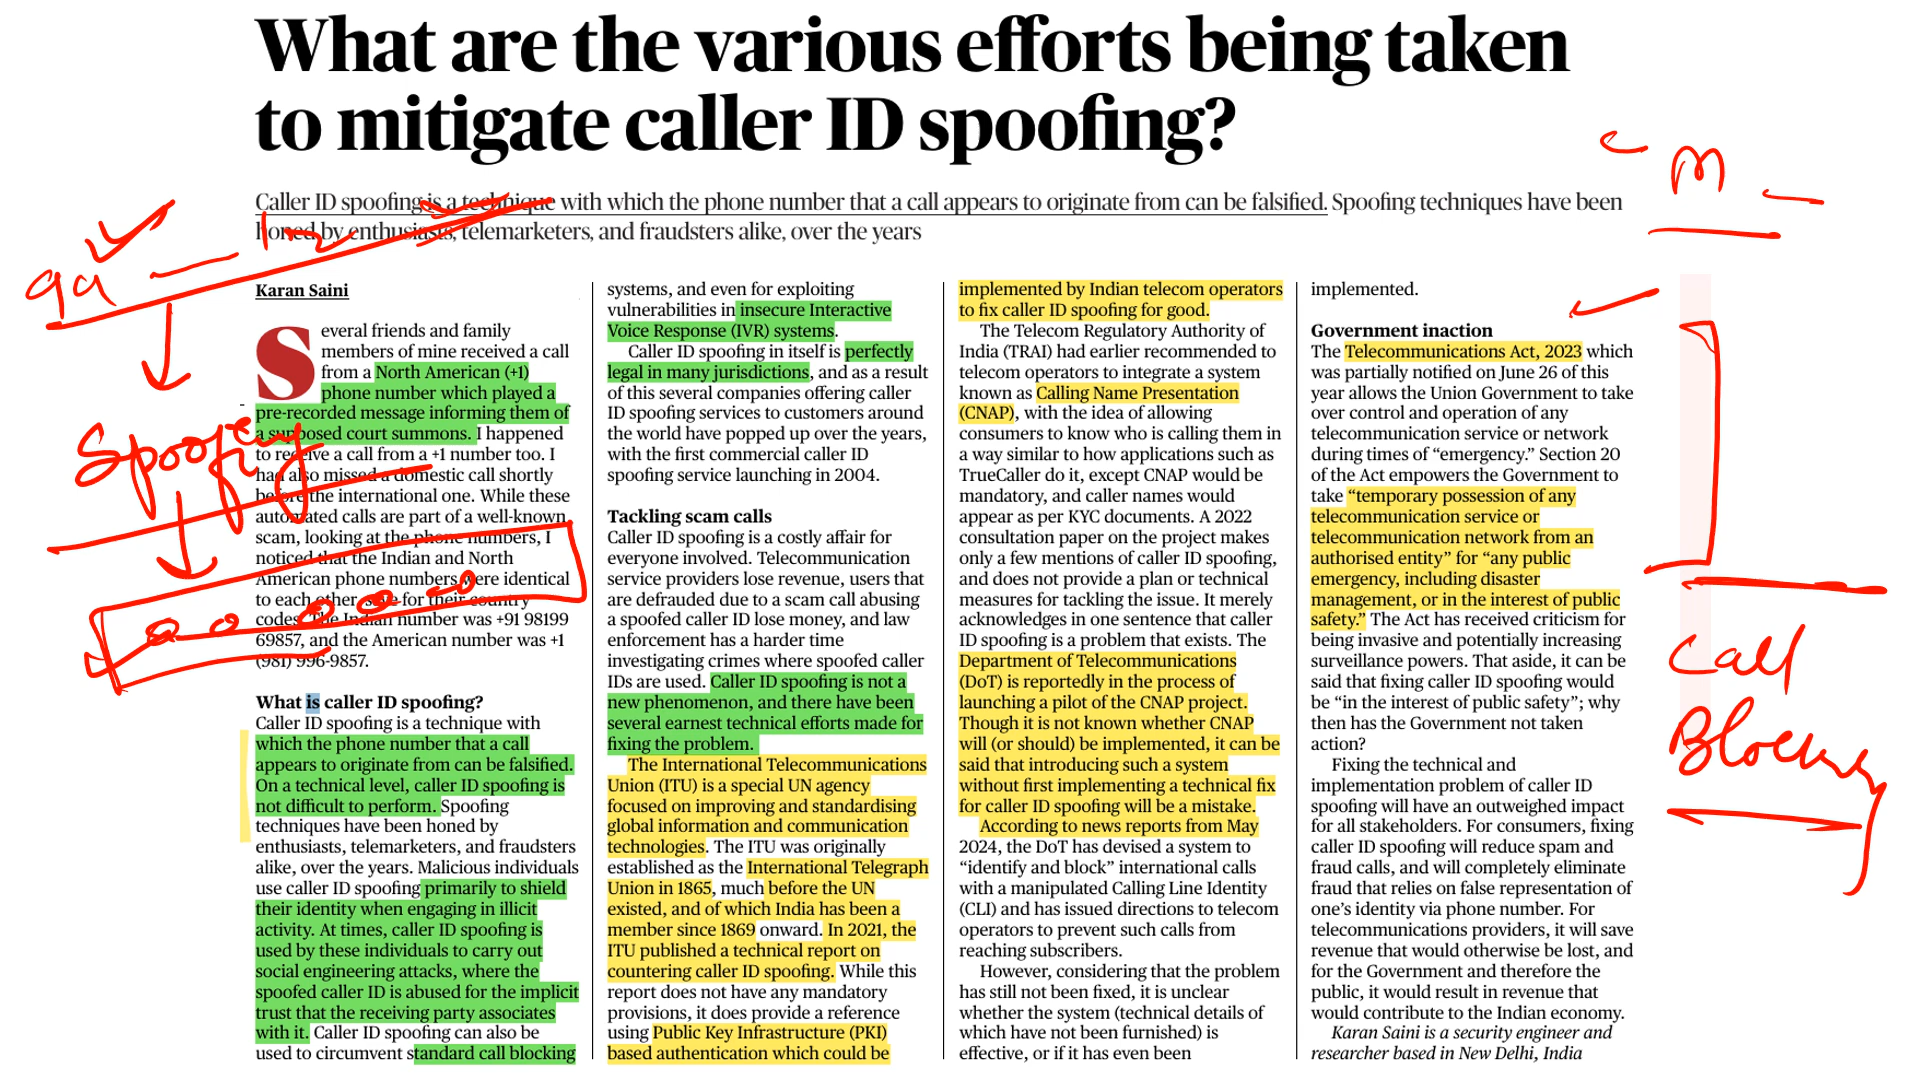 What are the various efforts being taken
to mitigate caller ID spoofing?
Caller ID spoofing is a technique with which the phone number that a call appears to originate from can be falsified. Spoofing techniques have been
honed by enthusiasts, telemarketers, and fraudsters alike, over the years
Karan Saini
Several friends and family
members of mine received a call
from a North American (+1)
phone number which played a
pre-recorded message informing them of
a supposed court summons. I happened
to receive a call from a +1 number too. I
had also missed a domestic call shortly
before the international one. While these
automated calls are part of a well-known
scam, looking at the phone numbers, I
noticed that the Indian and North
American phone numbers were identical
to each other, save for their country
codes. The Indian number was +91 98199
69857, and the American number was +1
(981) 996-9857.
What is caller ID spoofing?
Caller ID spoofing is a technique with
which the phone number that a call
appears to originate from can be falsified.
On a technical level, caller ID spoofing is
not difficult to perform. Spoofing
techniques have been honed by
enthusiasts, telemarketers, and fraudsters
alike, over the years. Malicious individuals
use caller ID spoofing primarily to shield
their identity when engaging in illicit
activity. At times, caller ID spoofing is
used by these individuals to carry out
social engineering attacks, where the
spoofed caller ID is abused for the implicit
trust that the receiving party associates
with it. Caller ID spoofing can also be
used to circumvent standard call blocking
systems, and even for exploiting
vulnerabilities in insecure Interactive
Voice Response (IVR) systems.
Caller ID spoofing in itself is perfectly
legal in many jurisdictions, and as a result
of this several companies offering caller
ID spoofing services to customers around
the world have popped up over the years,
with the first commercial caller ID
spoofing service launching in 2004.
Tackling scam calls
Caller ID spoofing is a costly affair for
everyone involved. Telecommunication
service providers lose revenue, users that
are defrauded due to a scam call abusing
a spoofed caller ID lose money, and law
enforcement has a harder time
investigating crimes where spoofed caller
IDs are used. Caller ID spoofing is not a
new phenomenon, and there have been
several earnest technical efforts made for
fixing the problem.
The International Telecommunications
Union (ITU) is a special UN agency
focused on improving and standardising
global information and communication
technologies. The ITU was originally
established as the International Telegraph
Union in 1865, much before the UN
existed, and of which India has been a
member since 1869 onward. In 2021, the
ITU published a technical report on
countering caller ID spoofing. While this
report does not have any mandatory
provisions, it does provide a reference
using Public Key Infrastructure (PKI)
based authentication which could be
implemented by Indian telecom operators
to fix caller ID spoofing for good.
The Telecom Regulatory Authority of
India (TRAI) had earlier recommended to
telecom operators to integrate a system
known as Calling Name Presentation
(CNAP), with the idea of allowing
consumers to know who is calling them in
a way similar to how applications such as
TrueCaller do it, except CNAP would be
mandatory, and caller names would
appear as per KYC documents. A 2022
consultation paper on the project makes
only a few mentions of caller ID spoofing,
and does not provide a plan or technical
measures for tackling the issue. It merely
acknowledges in one sentence that caller
ID spoofing is a problem that exists. The
Department of Telecommunications
(DoT) is reportedly in the process of
launching a pilot of the CNAP project.
Though it is not known whether CNAP
will (or should) be implemented, it can be
said that introducing such a system
without first implementing a technical fix
for caller ID spoofing will be a mistake.
According to news reports from May
2024, the DoT has devised a system to
“identify and block” international calls
with a manipulated Calling Line Identity
(CLI) and has issued directions to telecom
operators to prevent such calls from
reaching subscribers.
However, considering that the problem
has still not been fixed, it is unclear
whether the system (technical details of
which have not been furnished) is
effective, or if it has even been
implemented.
Government inaction
The Telecommunications Act, 2023 which
was partially notified on June 26 of this
year allows the Union Government to take
over control and operation of any
telecommunication service or network
during times of “emergency.” Section 20
of the Act empowers the Government to
take “temporary possession of any
telecommunication service or
telecommunication network from an
authorised entity” for “any public
emergency, including disaster
management, or in the interest of public
safety.” The Act has received criticism for
being invasive and potentially increasing
surveillance powers. That aside, it can be
said that fixing caller ID spoofing would
be “in the interest of public safety”; why
then has the Government not taken
action?
Fixing the technical and
implementation problem of caller ID
spoofing will have an outweighed impact
for all stakeholders. For consumers, fixing
caller ID spoofing will reduce spam and
fraud calls, and will completely eliminate
fraud that relies on false representation of
one’s identity via phone number. For
telecommunications providers, it will save
revenue that would otherwise be lost, and
for the Government and therefore the
public, it would result in revenue that
would contribute to the Indian economy.
Karan Saini is a security engineer and
researcher based in New Delhi, India
Spoofing
M
Call
Blocking